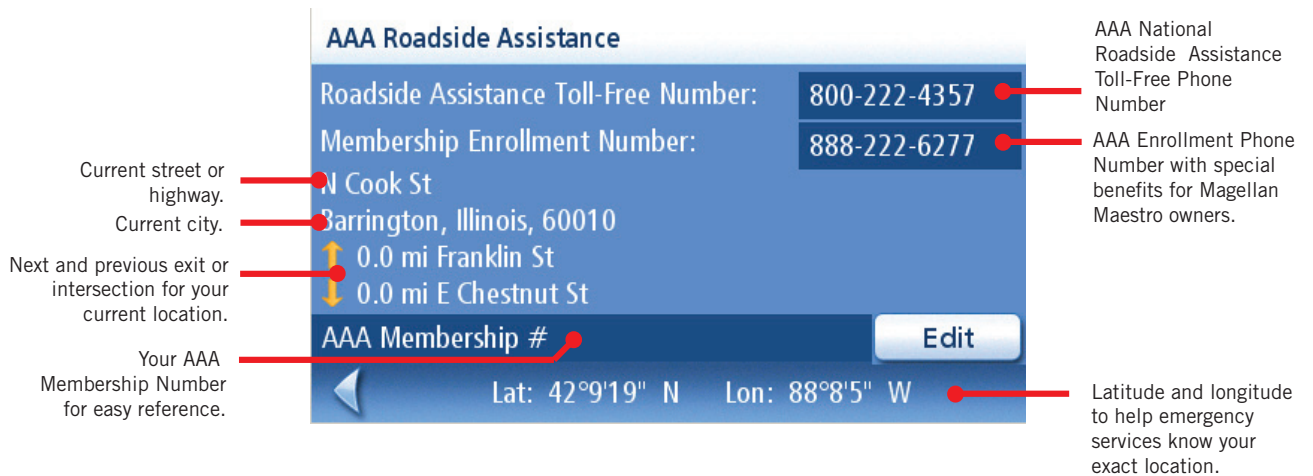 AAA Roadside Assistance
Roadside Assistance Toll-Free Number: 800-222-4357
Membership Enrollment Number: 888-222-6277
N Cook St
Barrington, Illinois, 60010
0.0 mi Franklin St
0.0 mi E Chestnut St
AAA Membership #
Edit
Lat: 42°9'19" N Lon: 88°8'5" W
Current street or
highway.
Current city.
Next and previous exit or
intersection for your
current location.
Your AAA
Membership Number
for easy reference.
AAA National
Roadside Assistance
Toll-Free Phone
Number
AAA Enrollment Phone
Number with special
benefits for Magellan
Maestro owners.
Latitude and longitude
to help emergency
services know your
exact location.